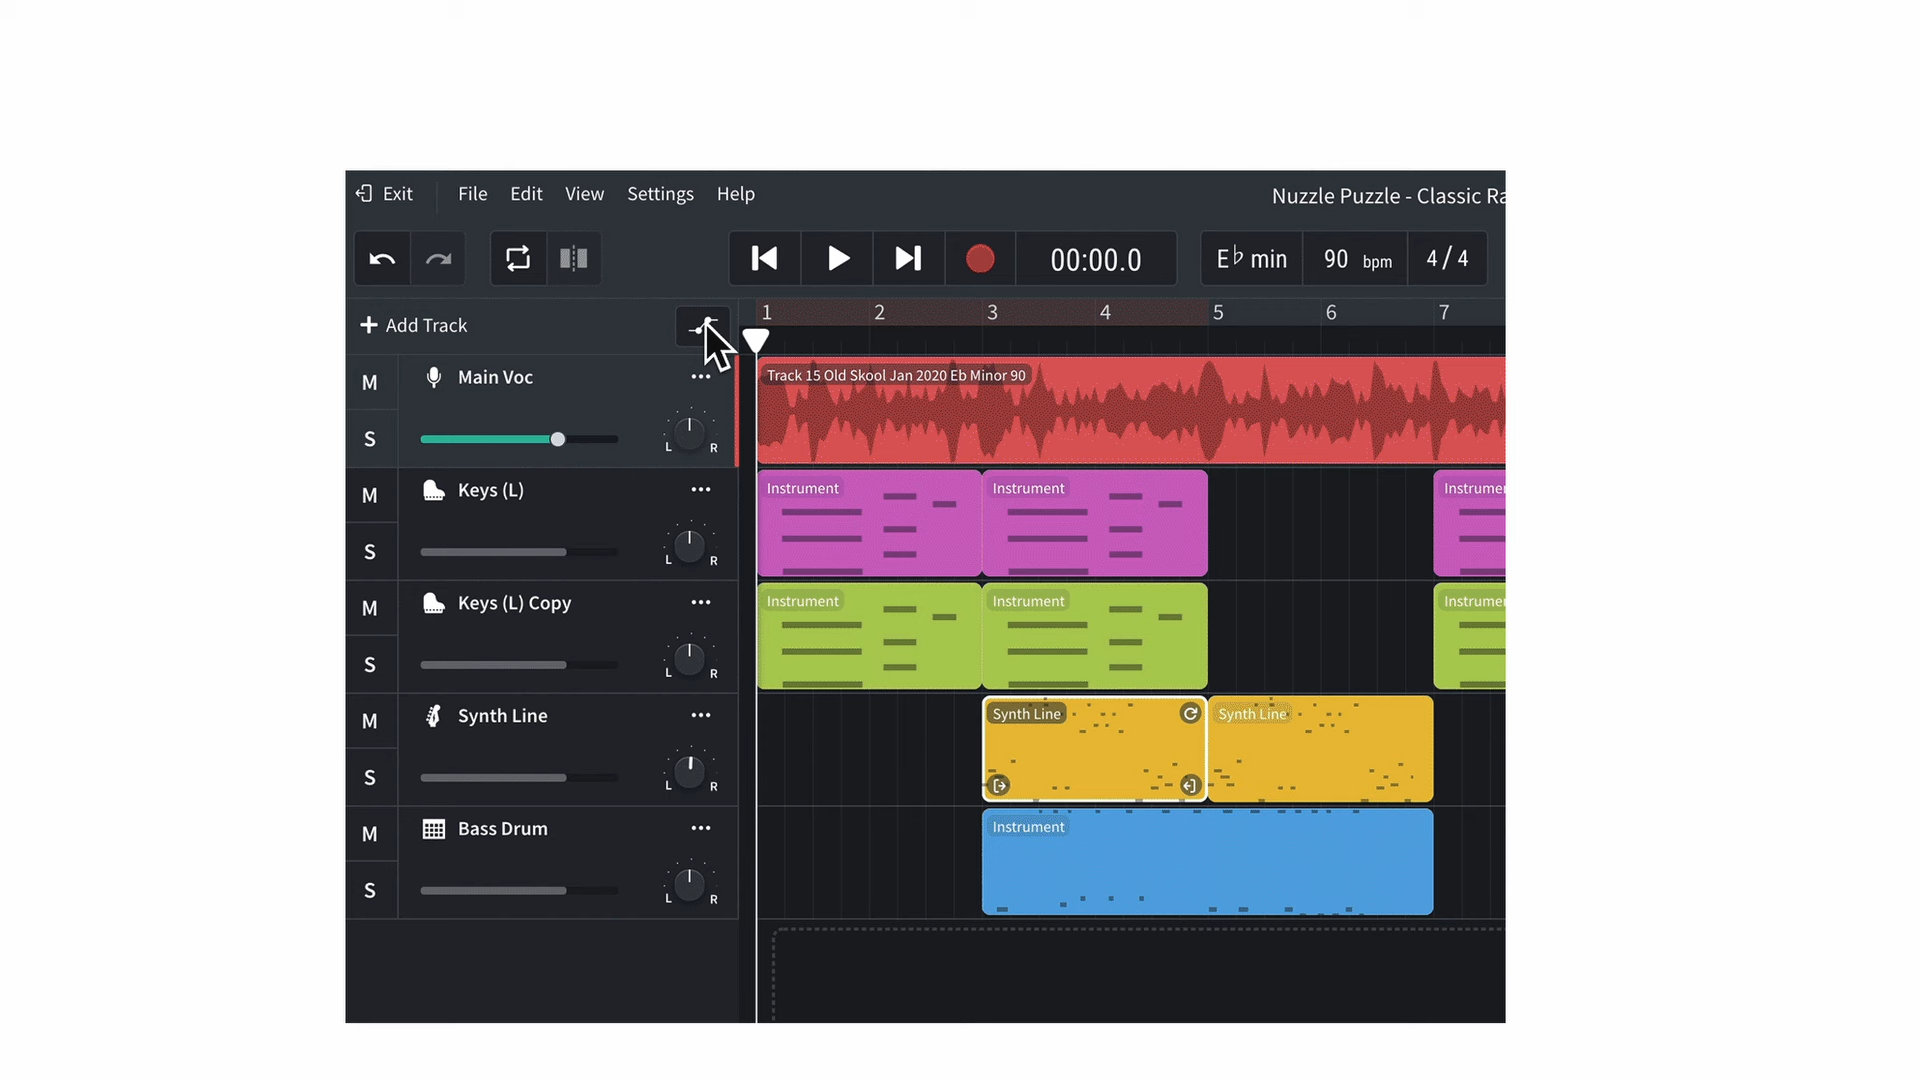 Exit File Edit View Settings Help
Nuzzle Puzzle - Classic Ra
00:00.0 E♭ min 90 bpm 4/4
Add Track
1 2 3 4 5 6 7
M Main Voc
Track 15 Old Skool Jan 2020 Eb Minor 90
S L R
M Keys (L)
Instrument Instrument Instrumer
S L R
M Keys (L) Copy
Instrument Instrument Instrumer
S L R
M Synth Line
Synth Line Synth Line
S L R
M Bass Drum
Instrument
S L R